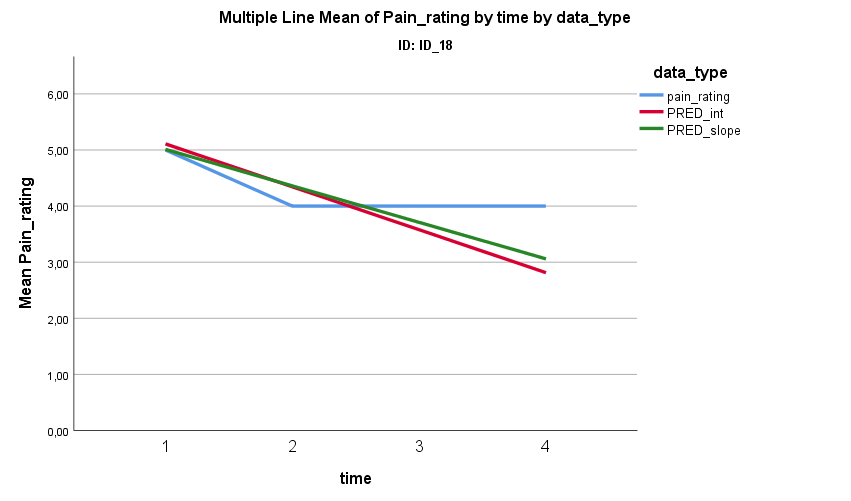 Multiple Line Mean of Pain_rating by time by data_type
ID: ID_18
data_type
pain_rating
PRED_int
PRED_slope
Mean Pain_rating
6,00
5,00
4,00
3,00
2,00
1,00
0,00
1 2 3 4
time